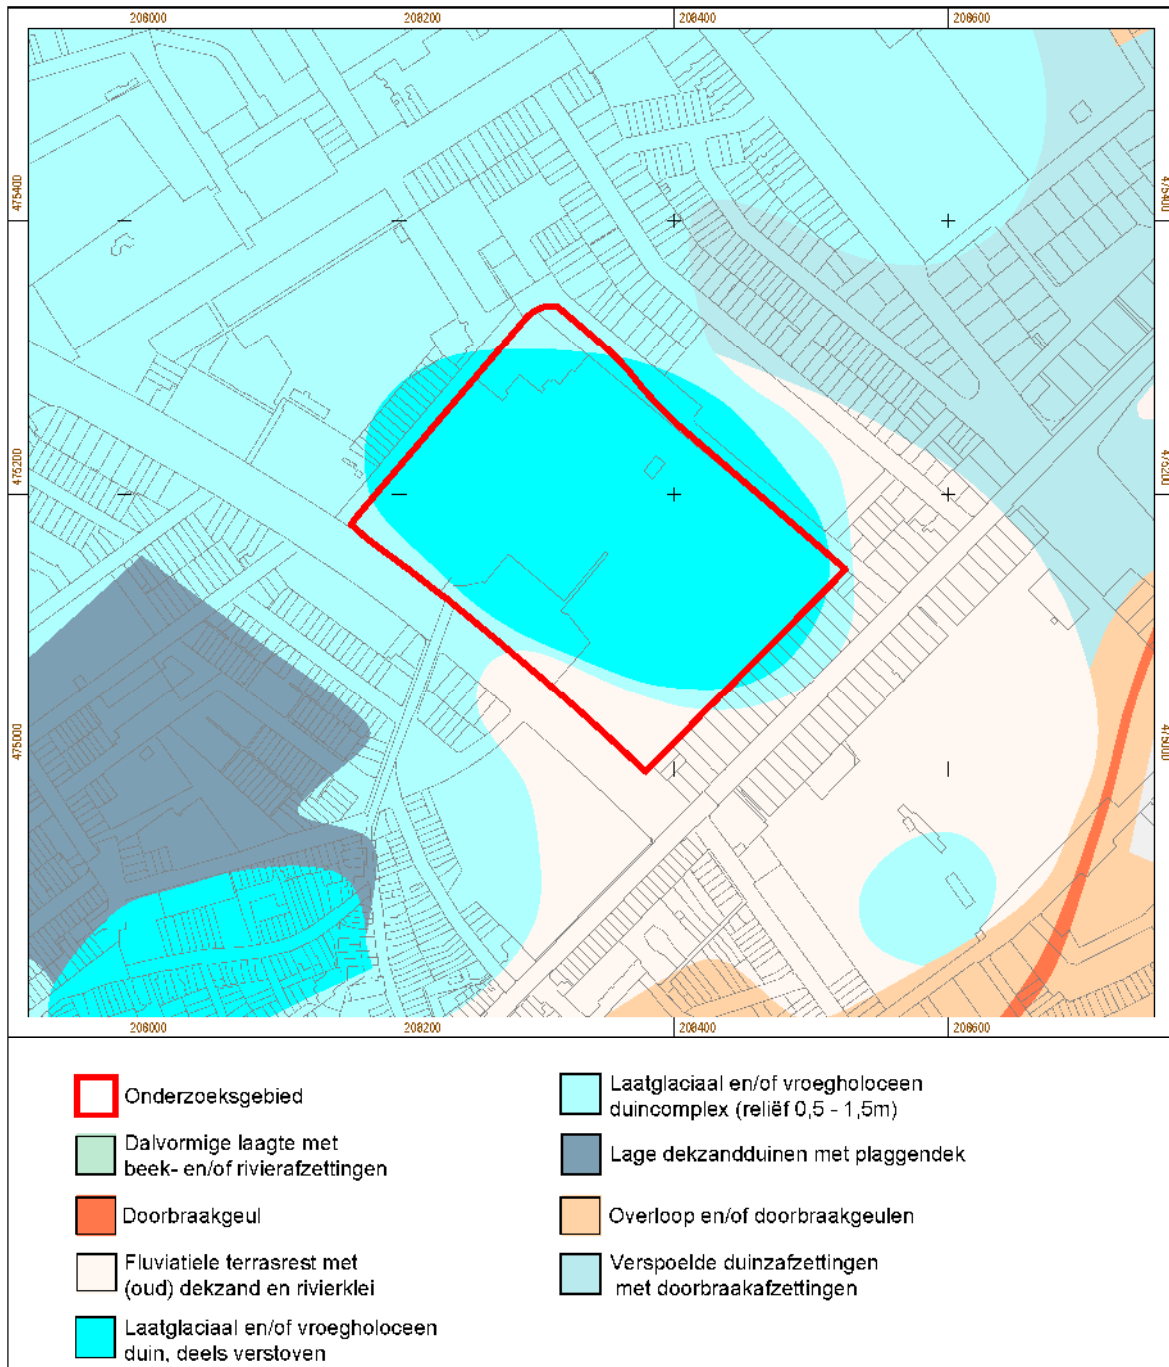 208000 208200 208400 208600
475400 475400
475200 475200
475000 475000
208000 208200 208400 208600
Onderzoeksgebied
Dalvormige laagte met
beek- en/of rivierafzettingen
Doorbraakgeul
Fluviatiele terrasrest met
(oud) dekzand en rivierklei
Laatglaciaal en/of vroegholoceen
duin, deels verstoven
Laatglaciaal en/of vroegholoceen
duincomplex (reliëf 0,5 - 1,5m)
Lage dekzandduinen met plaggendek
Overloop en/of doorbraakgeulen
Verspoelde duinzafzettingen
met doorbraakafzettingen